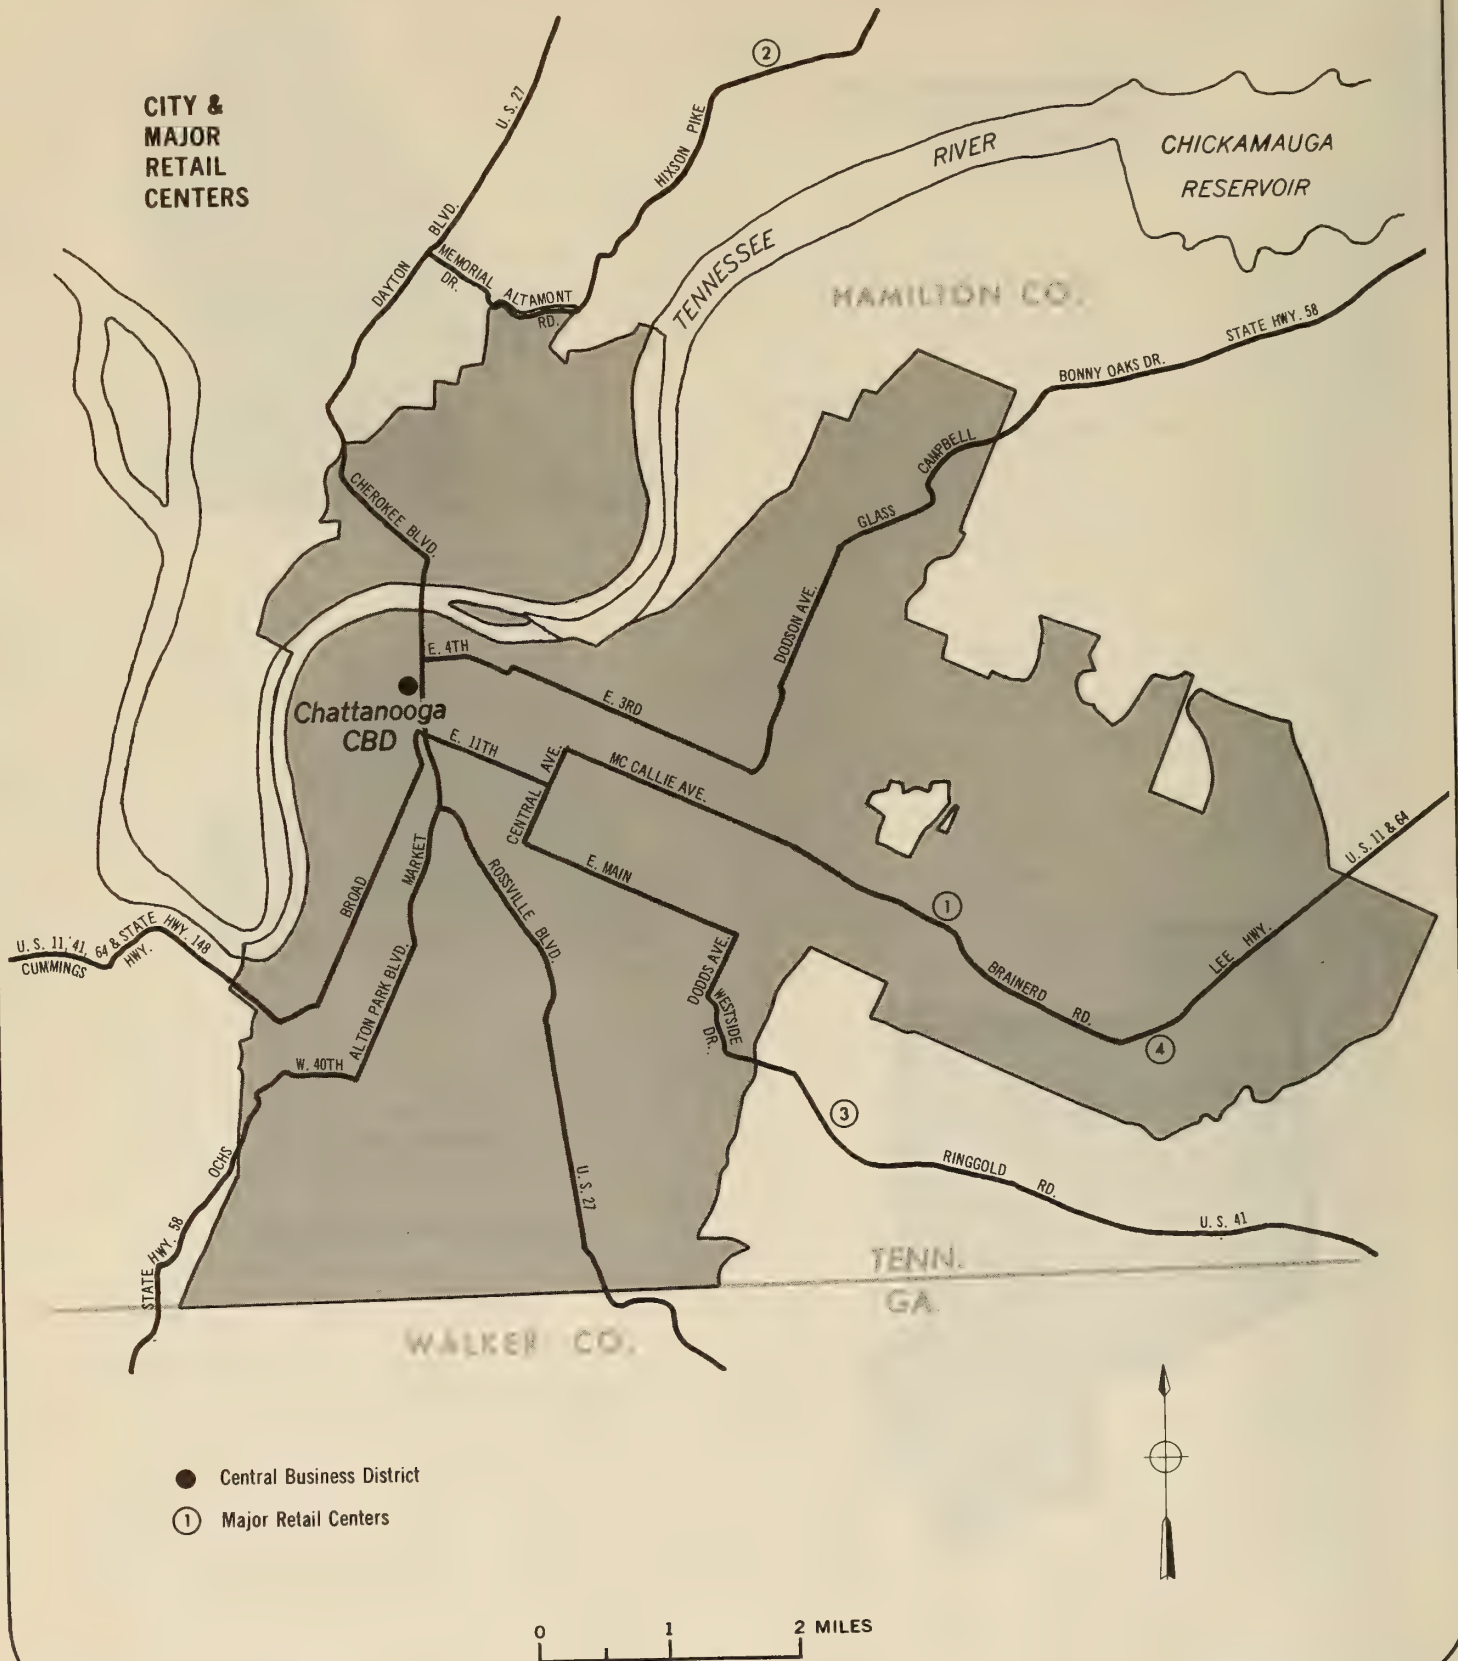 CITY &
MAJOR
RETAIL
CENTERS
2
U.S. 27
HIXSON PIKE
RIVER
CHICKAMAUGA
RESERVOIR
DAYTON BLVD.
MEMORIAL
DR.
ALTAMONT
RD.
TENNESSEE
HAMILTON CO.
STATE HWY. 58
BONNY OAKS DR.
CAMPBELL
GLASS
CHEROKEE BLVD.
DODSON AVE.
E. 4TH
E. 3RD
Chattanooga
CBD
E. 11TH
CENTRAL AVE.
MC CALLIE AVE.
MARKET
BROAD
ROSSVILLE BLVD.
E. MAIN
U.S. 11 & 64
1
LEE HWY.
U.S. 11, 41, 64 & STATE HWY. 148
CUMMINGS HWY.
ALTON PARK BLVD.
DODDS AVE.
WESTSIDE
DR.
BRAINERD RD.
4
W. 40TH
3
OCHS
RINGGOLD RD.
U.S. 27
U.S. 41
STATE HWY. 58
TENN.
GA.
WALKER CO.
Central Business District
1 Major Retail Centers
0 1 2 MILES